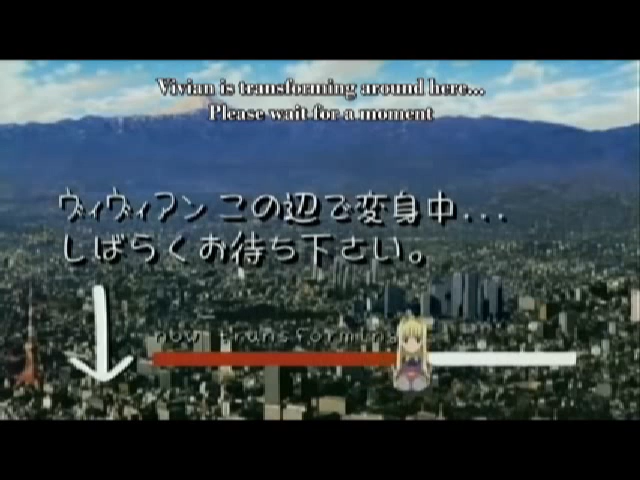 Vivian is transforming around here...
Please wait for a moment
ヴィヴィアン この辺で変身中...
しばらくお待ち下さい。
now transforming